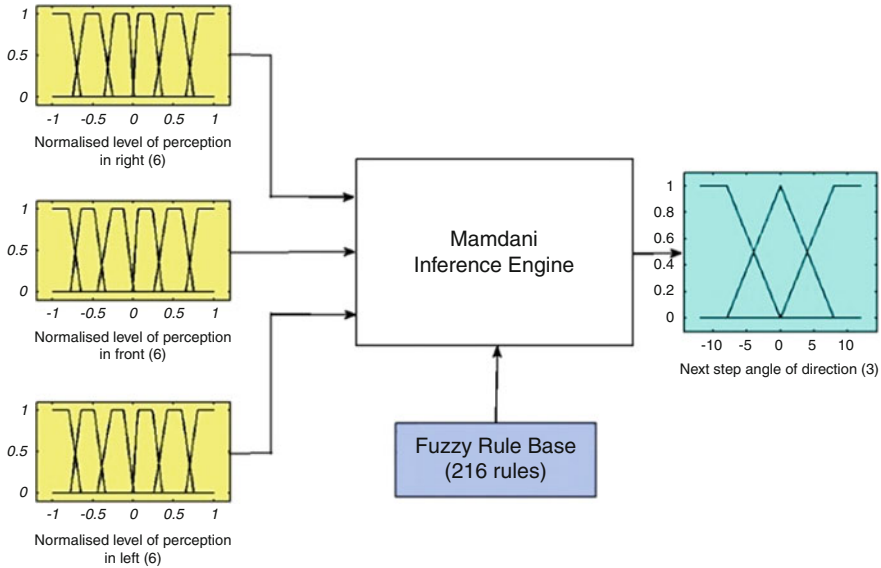 1
0.5
0
-1 -0.5 0 0.5 1
Normalised level of perception
in right (6)
1
0.5
0
-1 -0.5 0 0.5 1
Normalised level of perception
in front (6)
1
0.5
0
-1 -0.5 0 0.5 1
Normalised level of perception
in left (6)
Mamdani
Inference Engine
Fuzzy Rule Base
(216 rules)
1
0.8
0.6
0.4
0.2
0
-10 -5 0 5 10
Next step angle of direction (3)